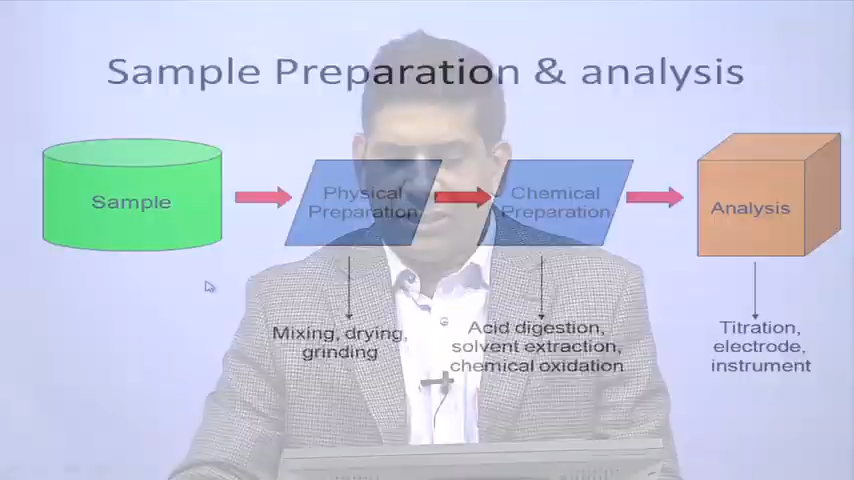 Sample Preparation & analysis
Sample
Physical
Preparation
Chemical
Preparation
Analysis
Mixing, drying,
grinding
Acid digestion,
solvent extraction,
chemical oxidation
Titration,
electrode,
instrument